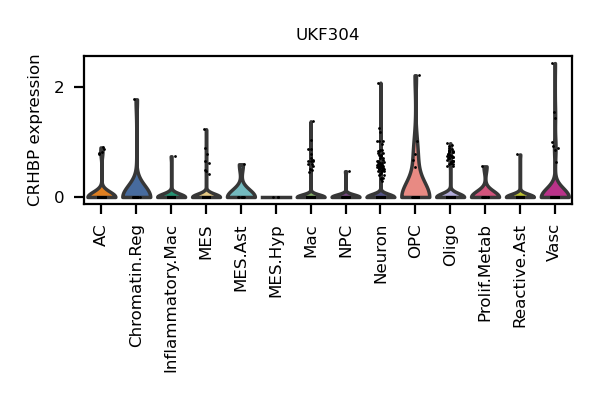 UKF304
CRHBP expression
2
0
AC
Chromatin.Reg
Inflammatory.Mac
MES
MES.Ast
MES.Hyp
Mac
NPC
Neuron
OPC
Oligo
Prolif.Metab
Reactive.Ast
Vasc